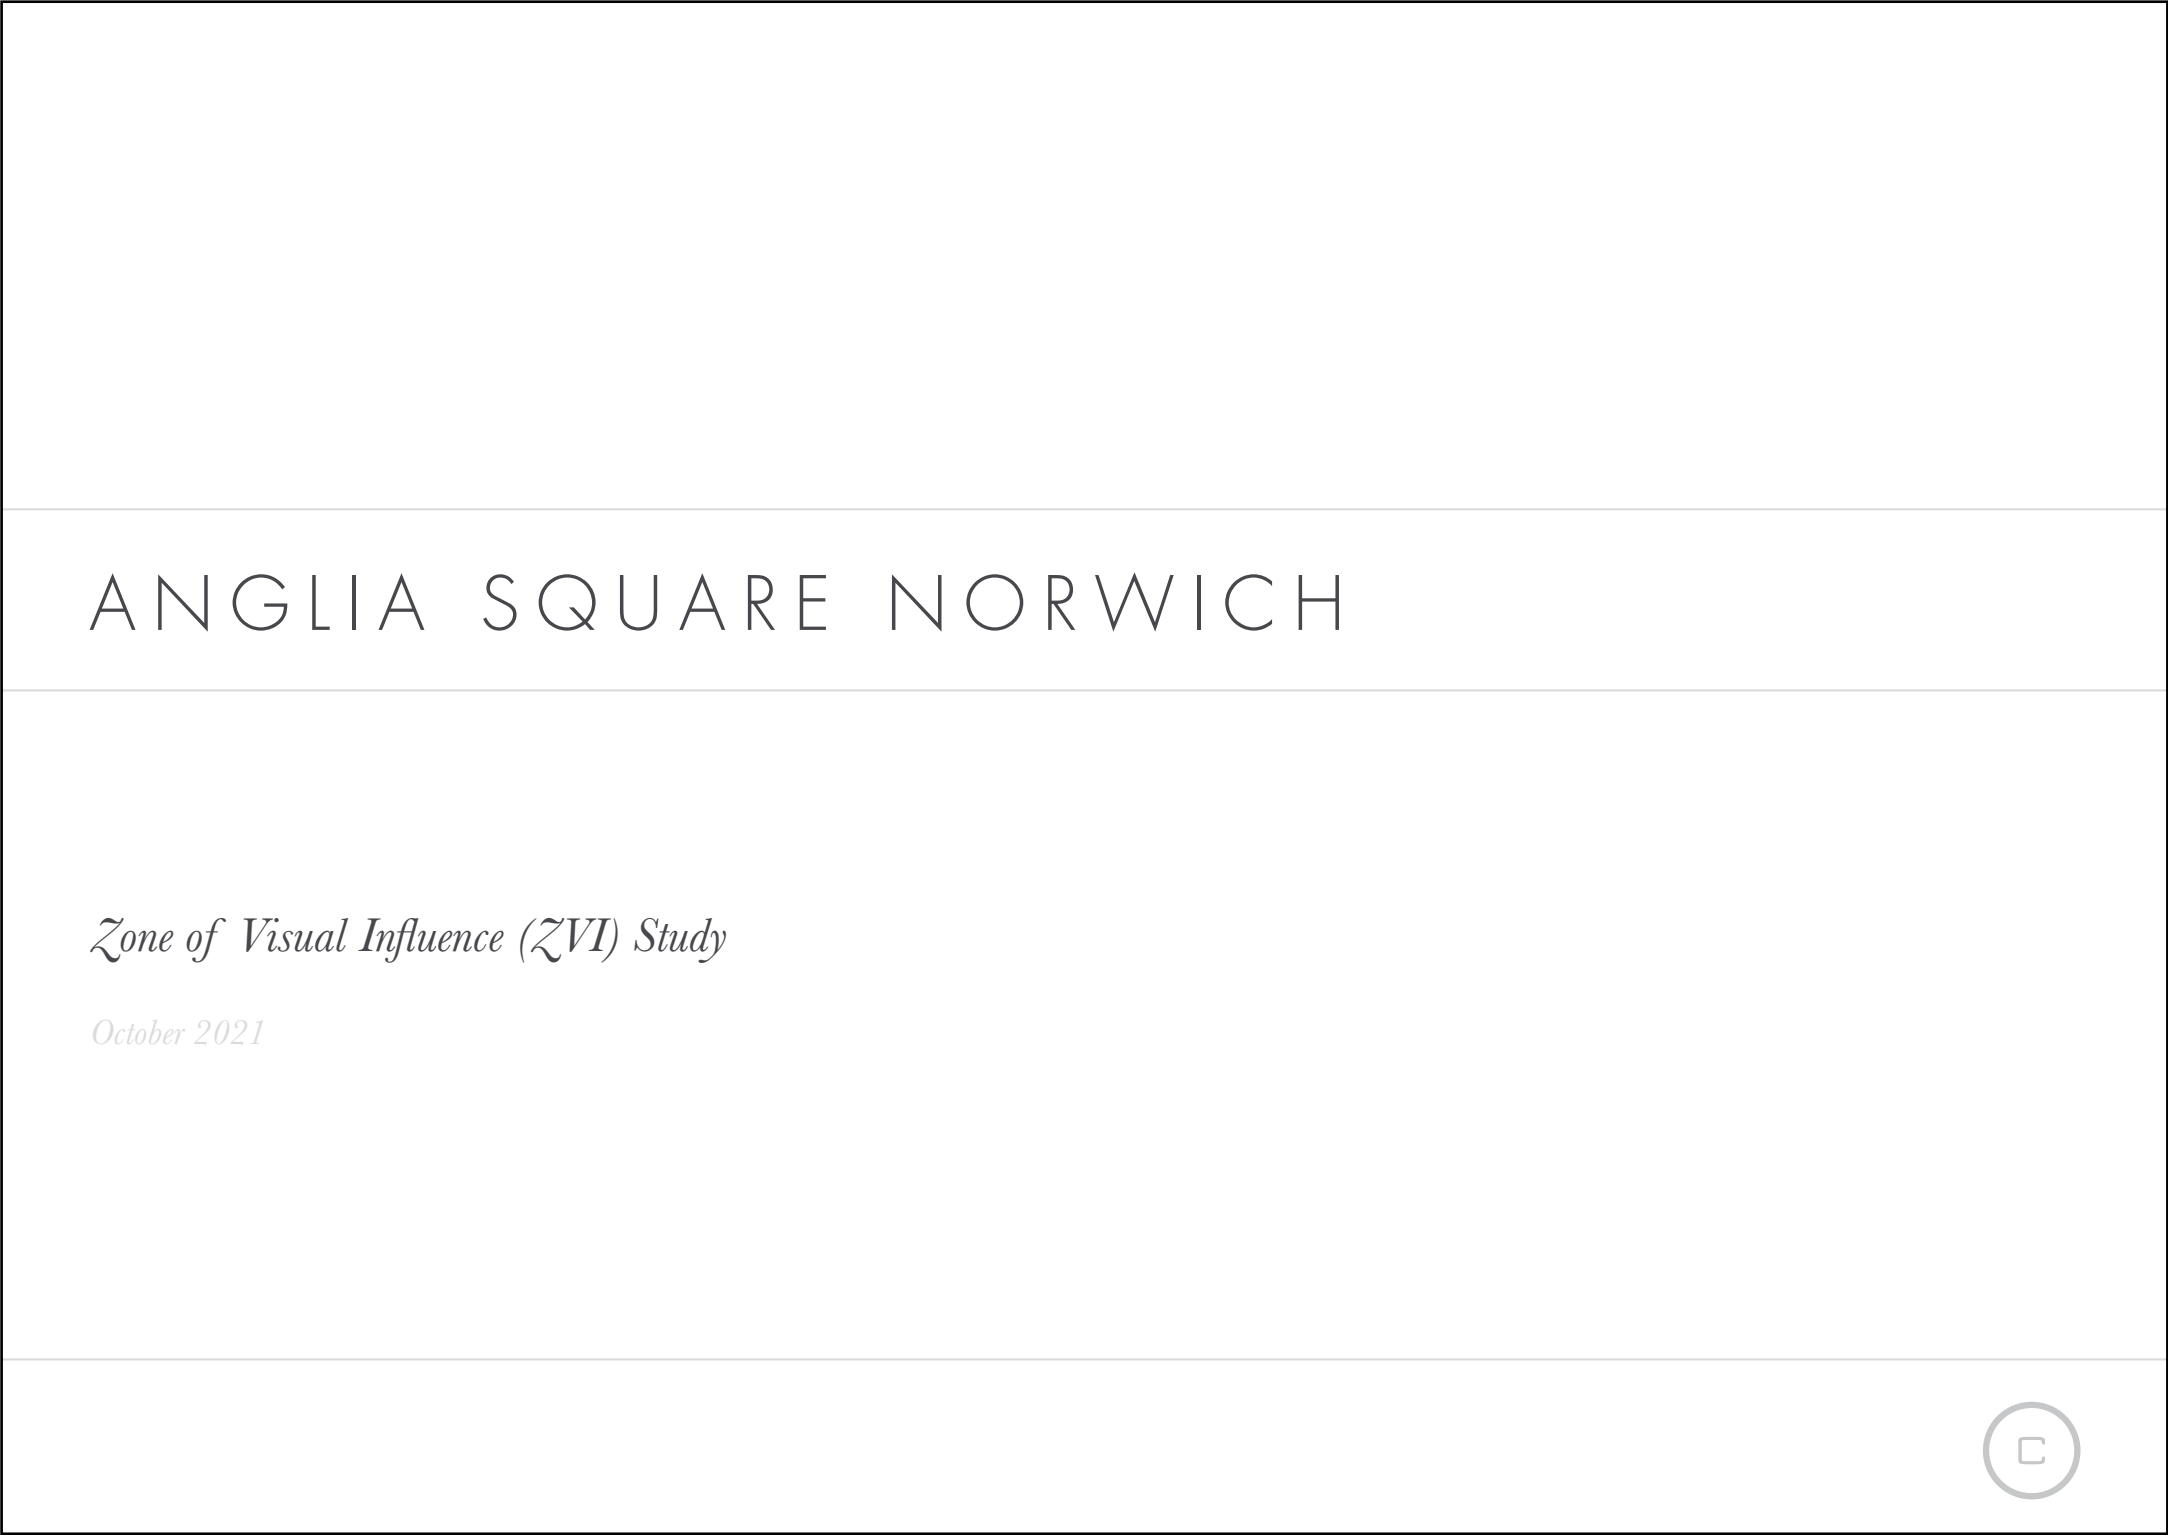 ANGLIA SQUARE NORWICH
Zone of Visual Influence (ZVI) Study
October 2021
C